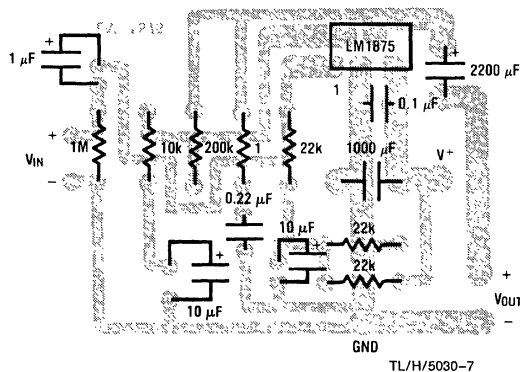 LM1875
1 µF
+
+
2200 µF
1
0.1 µF
+
VIN
−
1M
10k
200k
1
22k
1000 µF
V+
0.22 µF
10 µF
+
22k
22k
+
10 µF
+
VOUT
−
GND
TL/H/5030–7